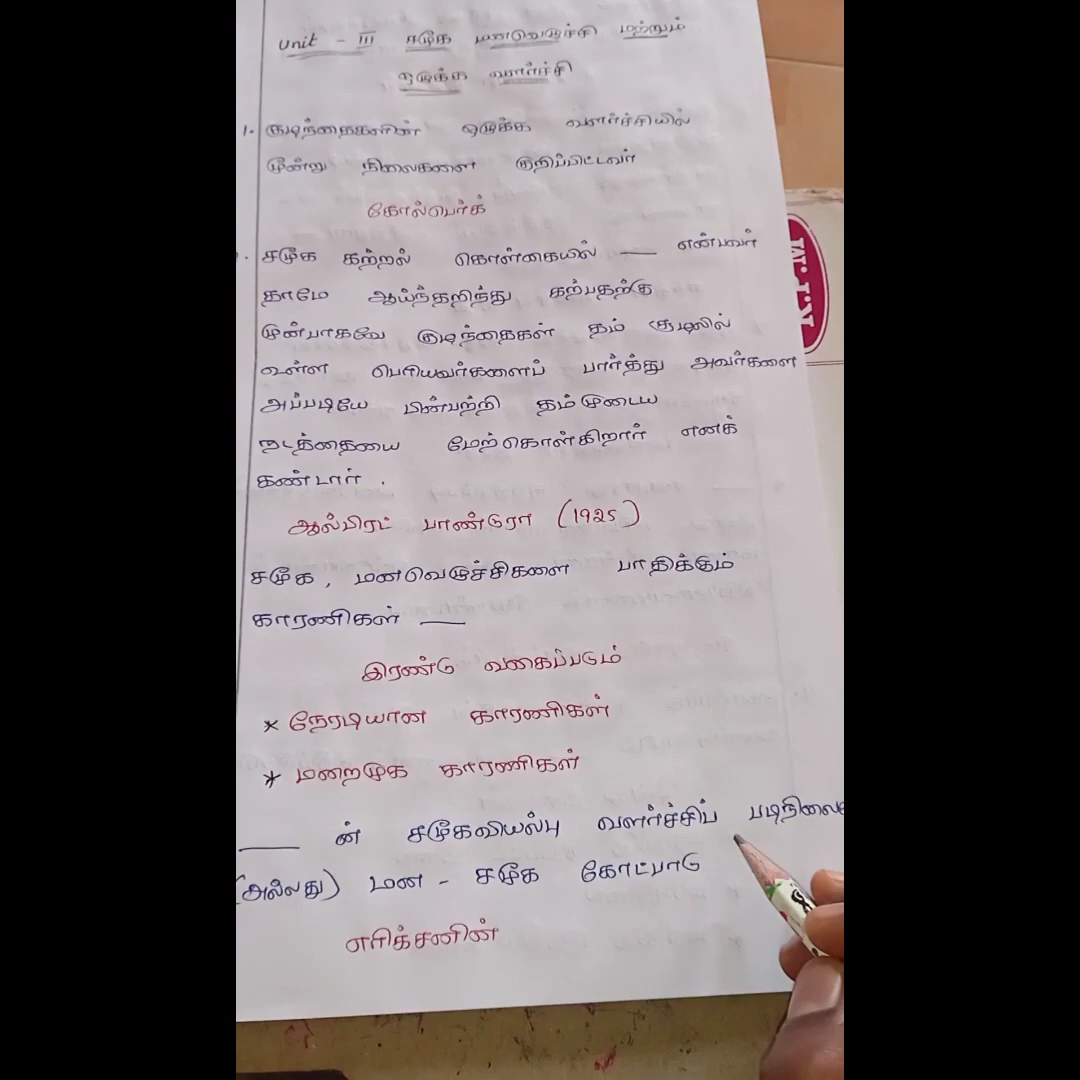 Unit - III சமூக மனவெழுச்சி மற்றும்
ஒழுக்க வளர்ச்சி
1. குழந்தைகளின் ஒழுக்க வளர்ச்சியில்
மூன்று நிலைகளை குறிப்பிட்டவர்
கோல்பெர்க்
. சமூக கற்றல் கொள்கையில் — என்பவர்
தாமே ஆய்ந்தறிந்து கற்பதற்கு
முன்பாகவே குழந்தைகள் தம் சூழலில்
உள்ள பெரியவர்களைப் பார்த்து அவர்களை
அப்படியே பின்பற்றி தம்முடைய
நடத்தையை மேற்கொள்கிறார் எனக்
கண்டார் .
ஆல்பிரட் பாண்டுரா (1925)
சமூக , மனவெழுச்சிகளை பாதிக்கும்
காரணிகள் —
இரண்டு வகைப்படும்
* நேரடியான காரணிகள்
* மறைமுக காரணிகள்
— ன் சமூகவியல்பு வளர்ச்சிப் படிநிலை
(அல்லது) மன - சமூக கோட்பாடு
எரிக்சனின்